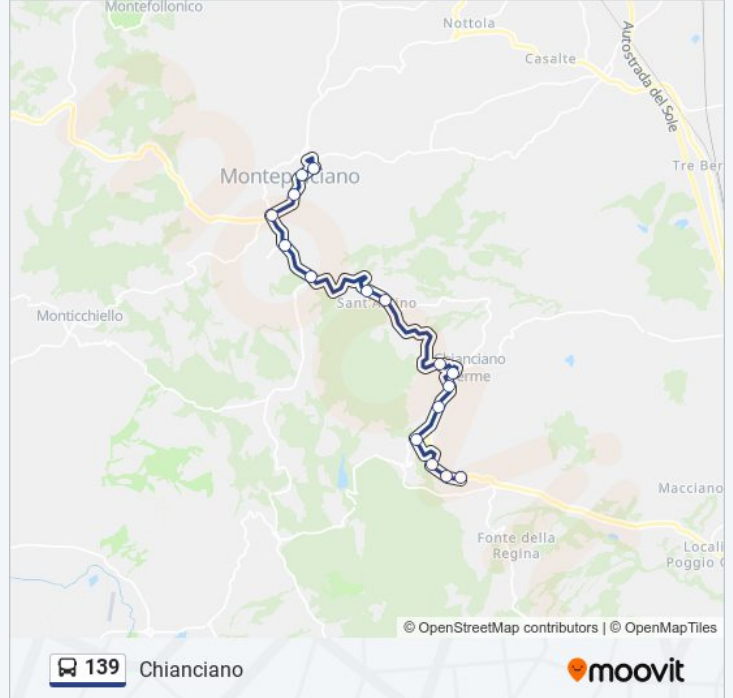 Montefollonico
Nottola
Casalte
Autostrada del Sole
Tre Ber
Montepulciano
Sant'Albino
Monticchiello
Chianciano
Terme
Macciano
Fonte della
Regina
Locali
Poggio
© OpenStreetMap contributors | © OpenMapTiles
139 Chianciano
moovit